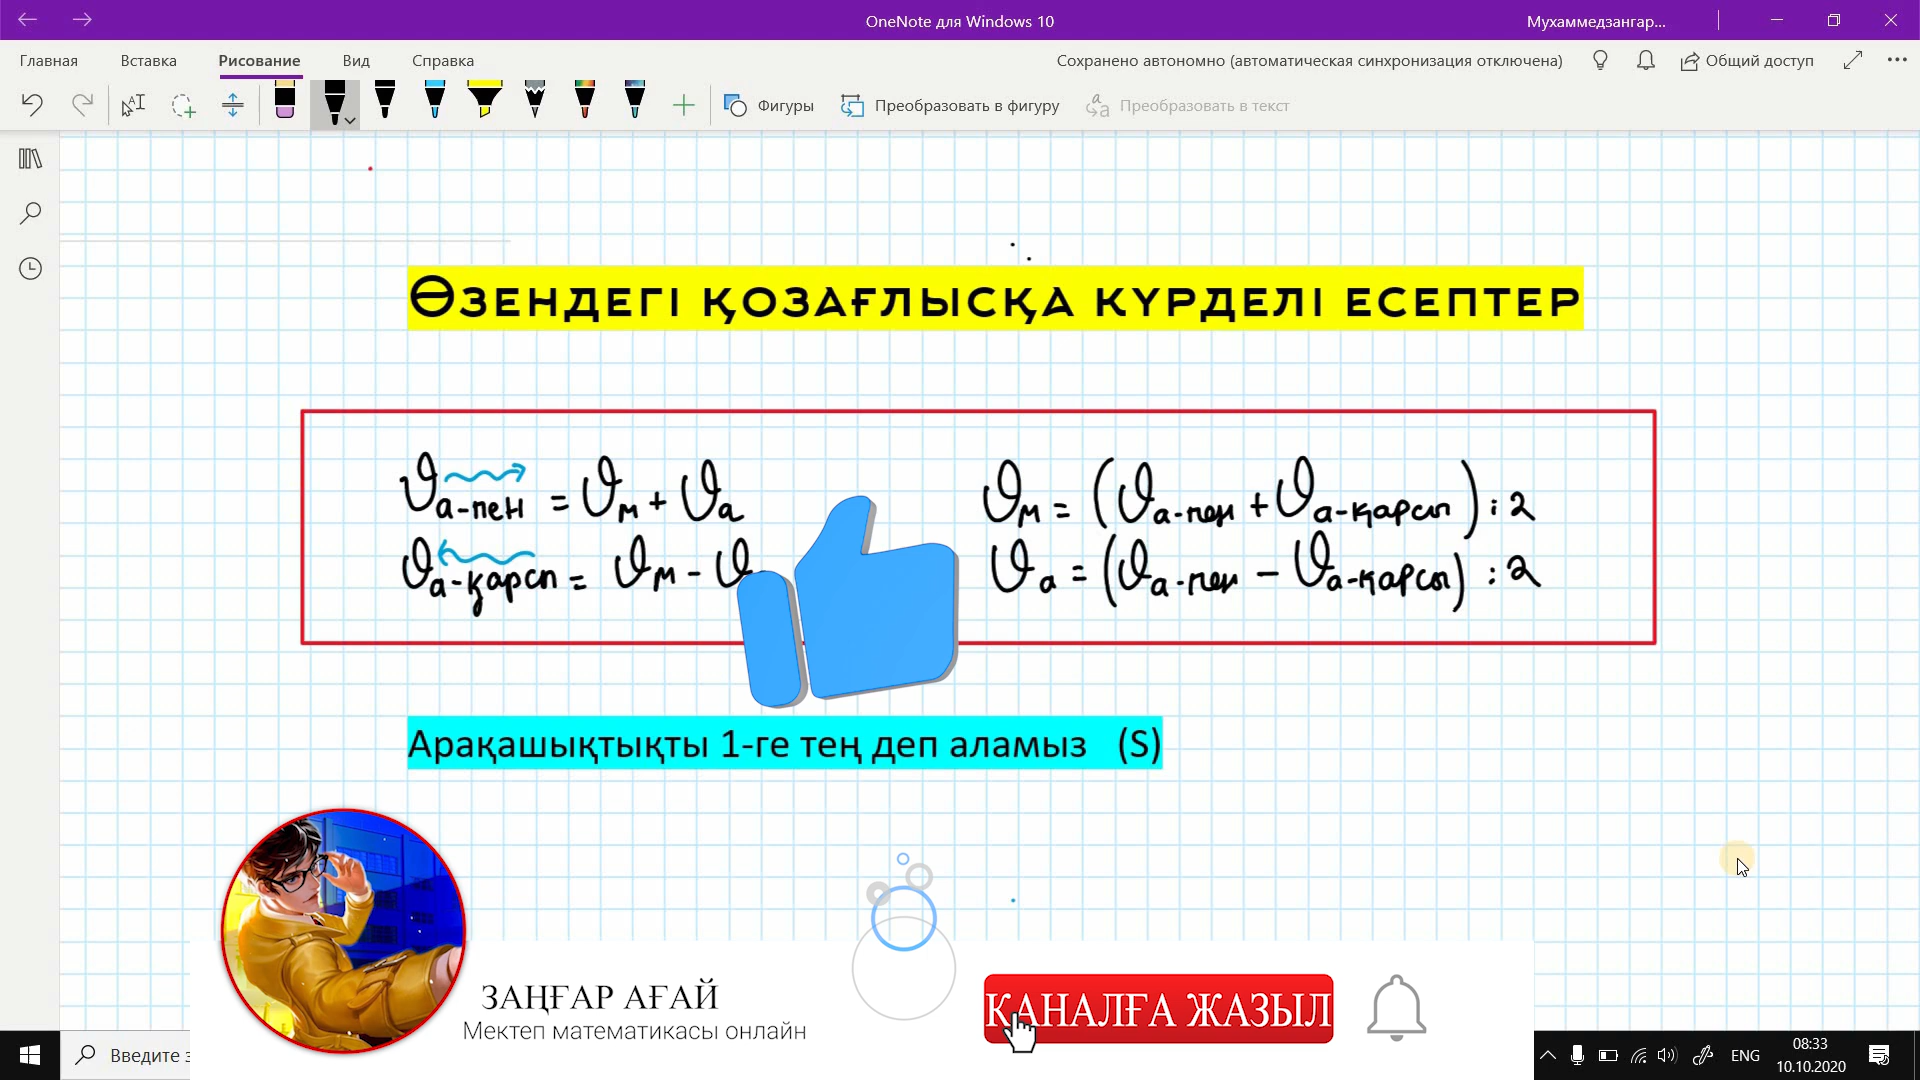 OneNote для Windows 10
Мухаммедзангар...
Главная Вставка Рисование Вид Справка
Сохранено автономно (автоматическая синхронизация отключена) Общий доступ
Фигуры Преобразовать в фигуру Преобразовать в текст
Өзендегі қозағлысқа күрделі есептер
ϑа-пен = ϑм + ϑа
ϑа-қарсы = ϑм - ϑ
ϑм = (ϑа-пен + ϑа-қарсы) : 2
ϑа = (ϑа-пен − ϑа-қарсы) : 2
Арақашықтықты 1-ге тең деп аламыз (S)
ЗАҢҒАР АҒАЙ
Мектеп математикасы онлайн
КАНАЛҒА ЖАЗЫЛ
Введите
ENG
08:33
10.10.2020